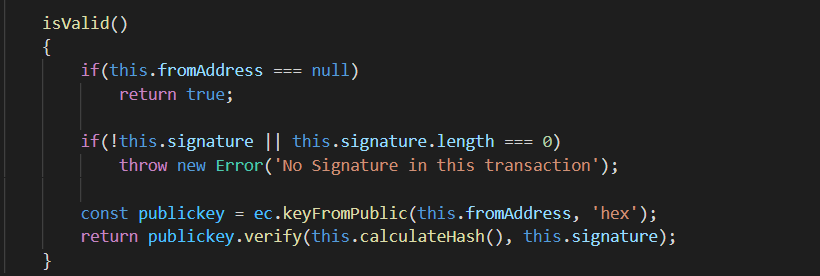 isValid()
{
if(this.fromAddress === null)
return true;
if(!this.signature || this.signature.length === 0)
throw new Error('No Signature in this transaction');
const publickey = ec.keyFromPublic(this.fromAddress, 'hex');
return publickey.verify(this.calculateHash(), this.signature);
}